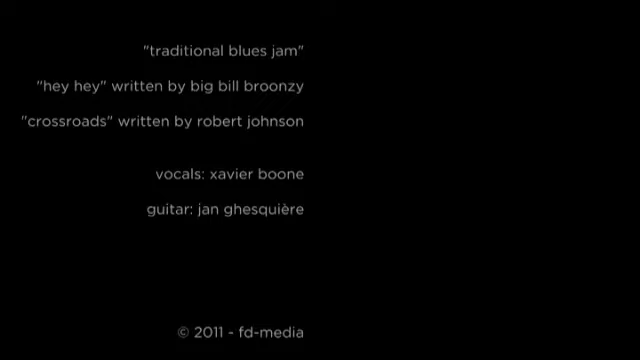 "traditional blues jam"
"hey hey" written by big bill broonzy
"crossroads" written by robert johnson
vocals: xavier boone
guitar: jan ghesquière
© 2011 - fd-media